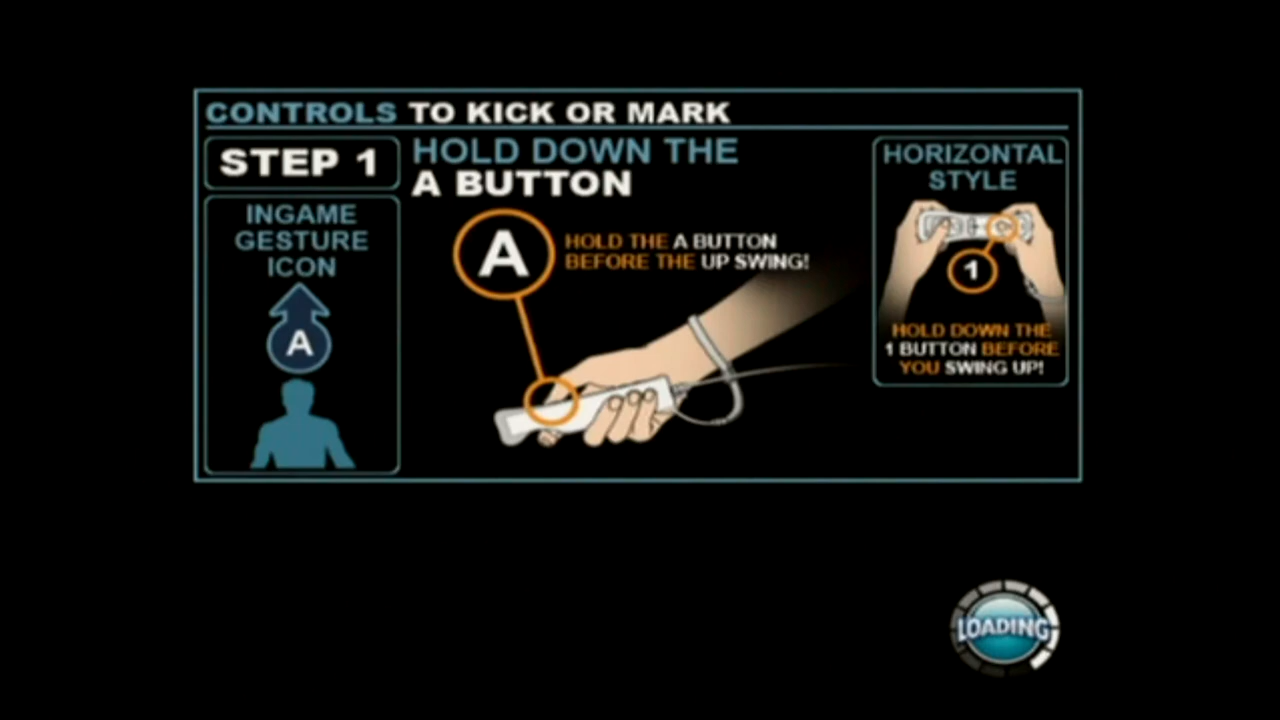 CONTROLS TO KICK OR MARK
STEP 1
HOLD DOWN THE
A BUTTON
INGAME
GESTURE
ICON
A
A
HOLD THE A BUTTON
BEFORE THE UP SWING!
HORIZONTAL
STYLE
1
HOLD DOWN THE
1 BUTTON BEFORE
YOU SWING UP!
LOADING